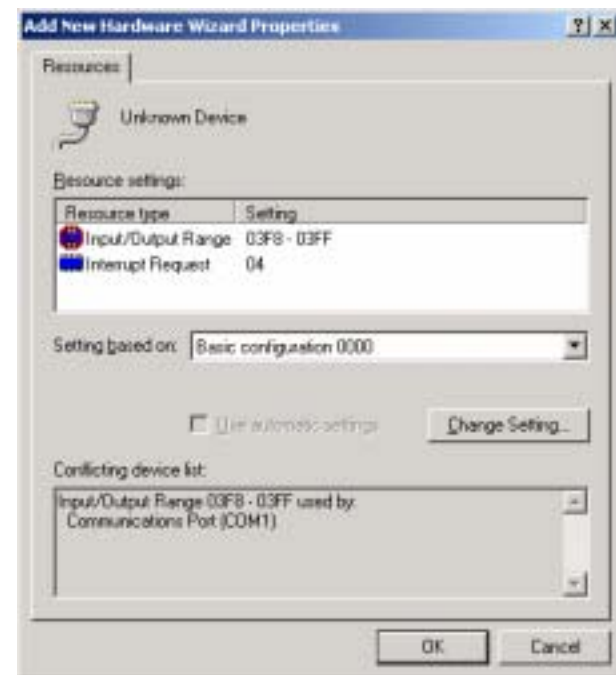 Add New Hardware Wizard Properties
Resources
Unknown Device
Resource settings:
Resource type Setting
Input/Output Range 03F8 - 03FF
Interrupt Request 04
Setting based on: Basic configuration 0000
Use automatic settings
Change Setting...
Conflicting device list:
Input/Output Range 03F8 - 03FF used by:
Communications Port (COM1)
OK Cancel